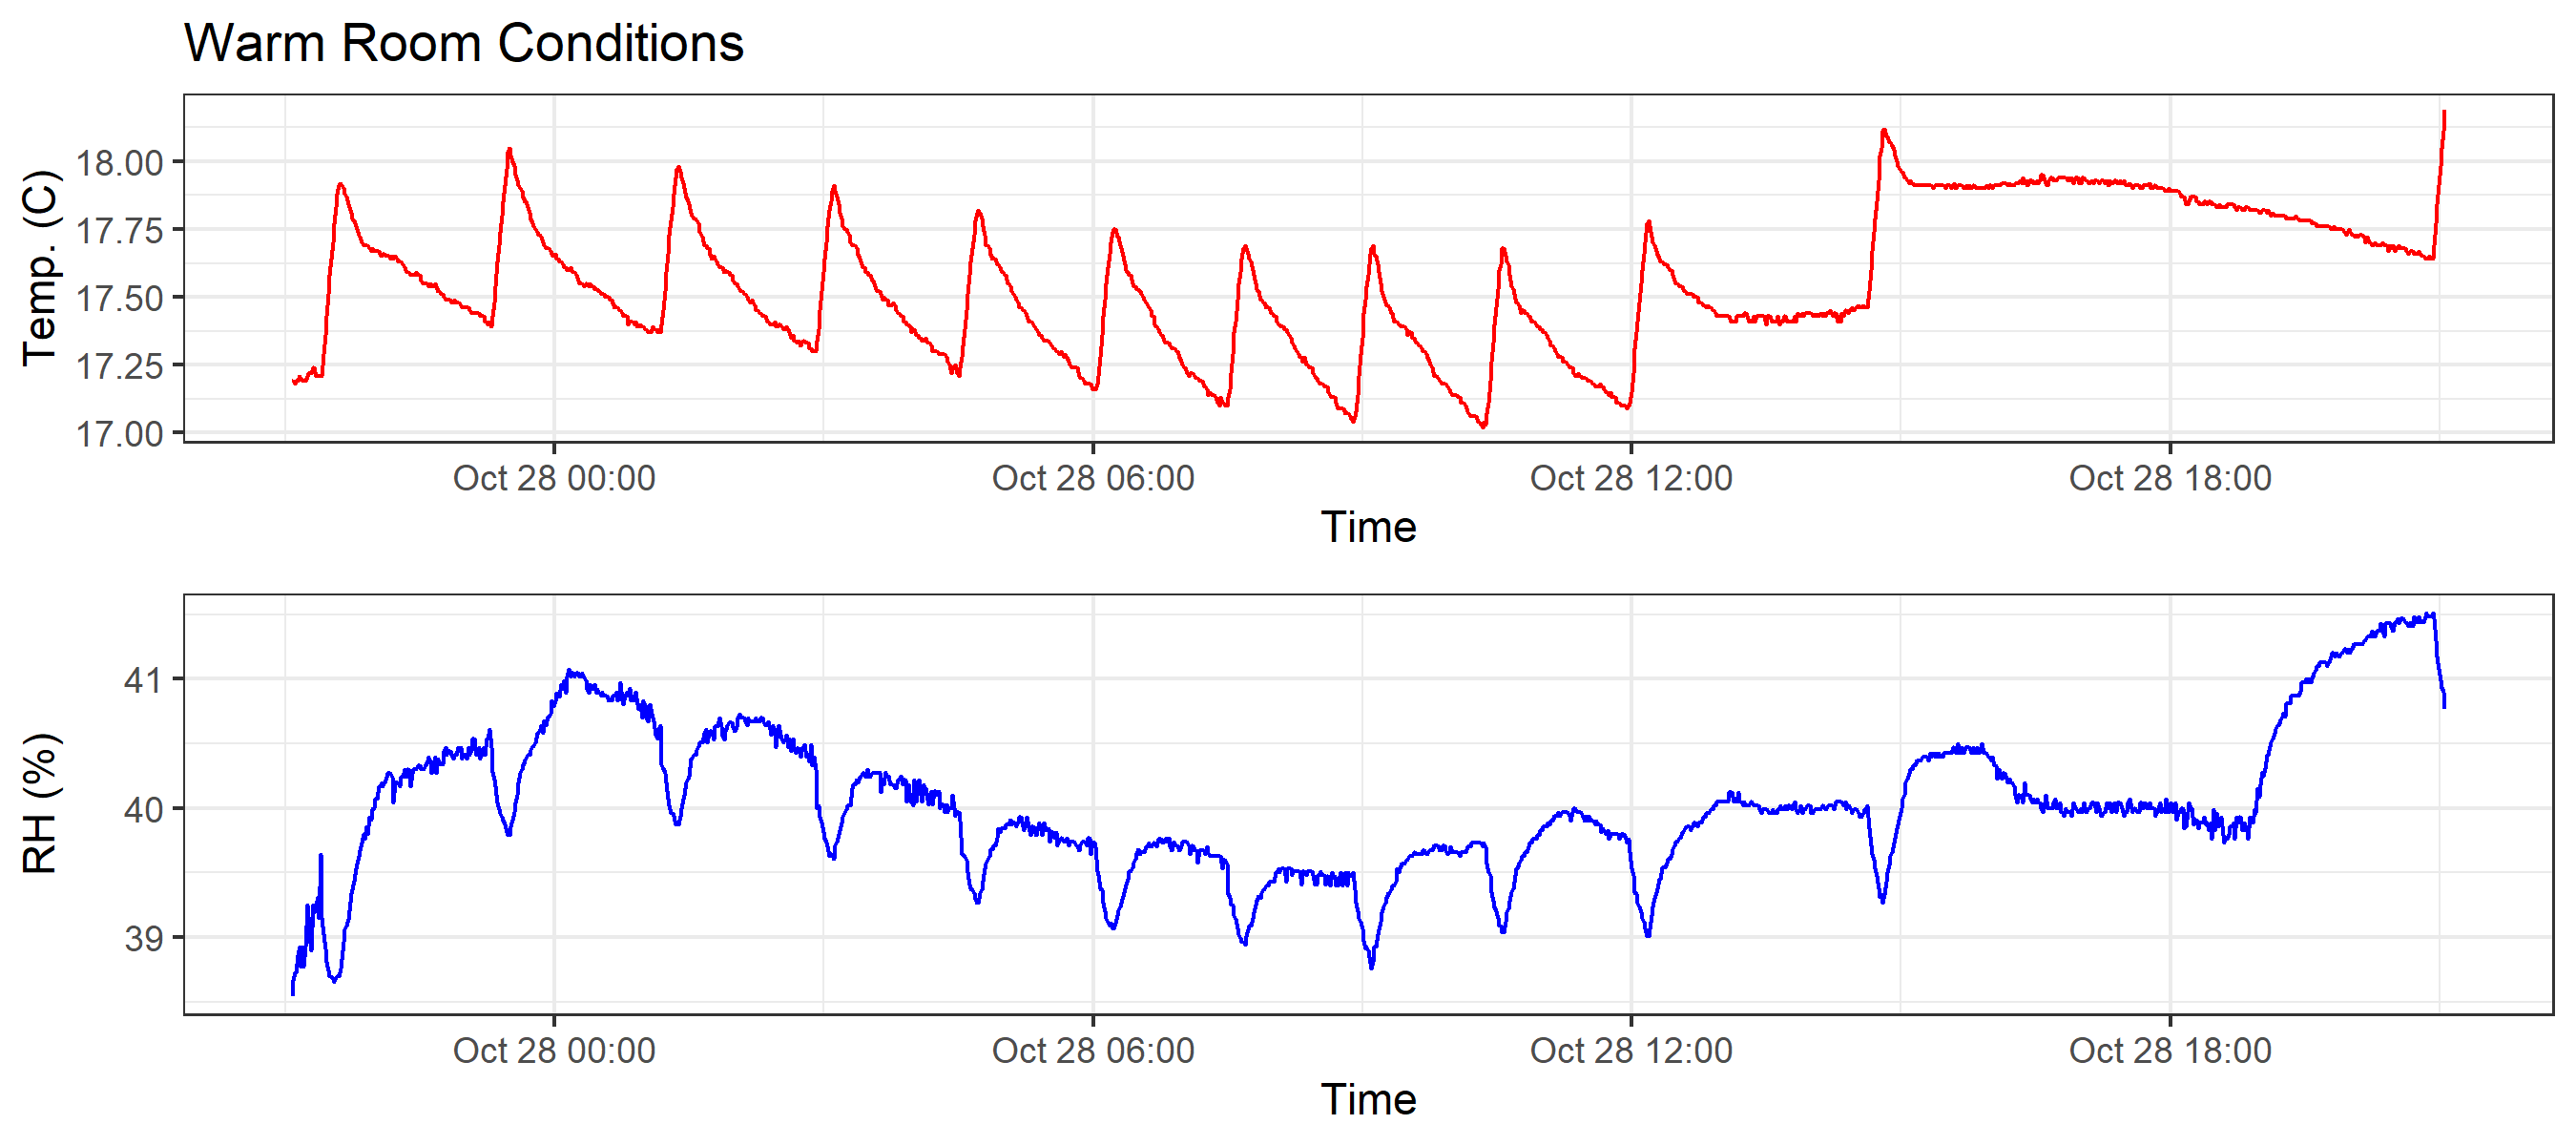 Warm Room Conditions
Temp. (C)
18.00
17.75
17.50
17.25
17.00
Oct 28 00:00 Oct 28 06:00 Oct 28 12:00 Oct 28 18:00
Time
RH (%)
41
40
39
Oct 28 00:00 Oct 28 06:00 Oct 28 12:00 Oct 28 18:00
Time